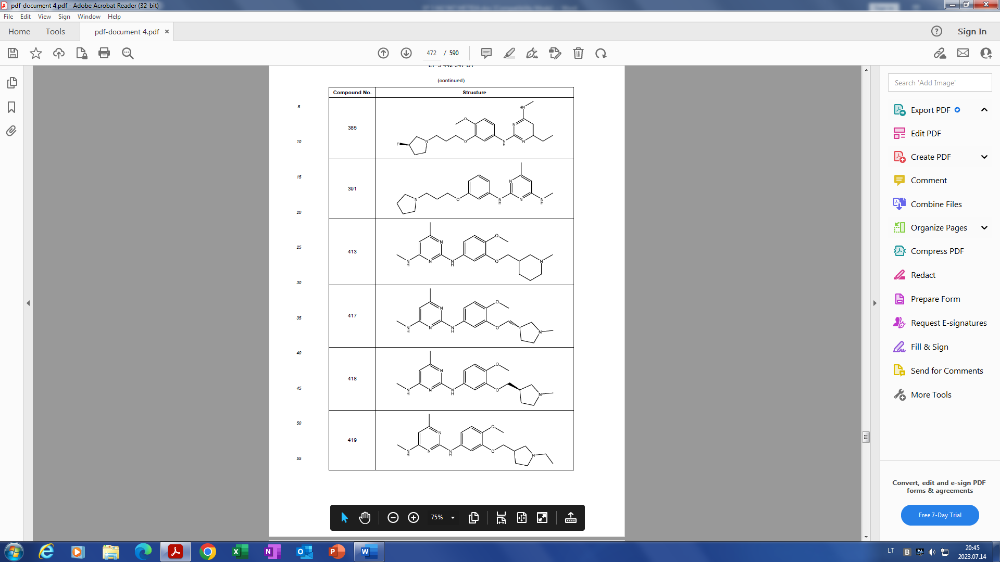 pdf-document 4.pdf - Adobe Acrobat Reader (32-bit)
File Edit View Sign Window Help
Home Tools pdf-document 4.pdf × Sign In
472 / 590
(continued)
Compound No. Structure
5
385
HN
N
O
F
N
O
N
H
N
10
15
391
N
N
O
N
H
N
N
H
20
25
413
O
N
N
H
N
N
H
O
N
30
35
417
O
N
N
H
N
N
H
O
N
40
418
O
N
N
H
N
N
H
O
N
45
50
419
O
N
N
H
N
N
H
O
N
55
75%
Search 'Add Image'
Export PDF
Edit PDF
Create PDF
Comment
Combine Files
Organize Pages
Compress PDF
Redact
Prepare Form
Request E-signatures
Fill & Sign
Send for Comments
More Tools
Convert, edit and e-sign PDF
forms & agreements
Free 7-Day Trial
LT
20:45
2023.07.14